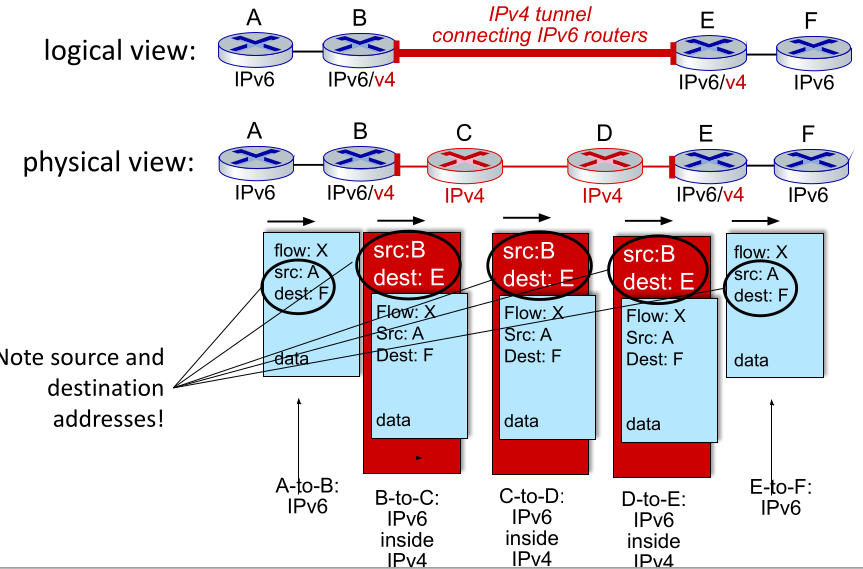 A
B
IPv4 tunnel
connecting IPv6 routers
E
F
logical view:
IPv6
IPv6/v4
IPv6/v4
IPv6
A
B
C
D
E
F
physical view:
IPv6
IPv6/v4
IPv4
IPv4
IPv6/v4
IPv6
flow: X
src: A
dest: F
data
src:B
dest: E
Flow: X
Src: A
Dest: F
data
src:B
dest: E
Flow: X
Src: A
Dest: F
data
src:B
dest: E
Flow: X
Src: A
Dest: F
data
flow: X
src: A
dest: F
data
Note source and
destination
addresses!
A-to-B:
IPv6
B-to-C:
IPv6
inside
IPv4
C-to-D:
IPv6
inside
IPv4
D-to-E:
IPv6
inside
IPv4
E-to-F:
IPv6